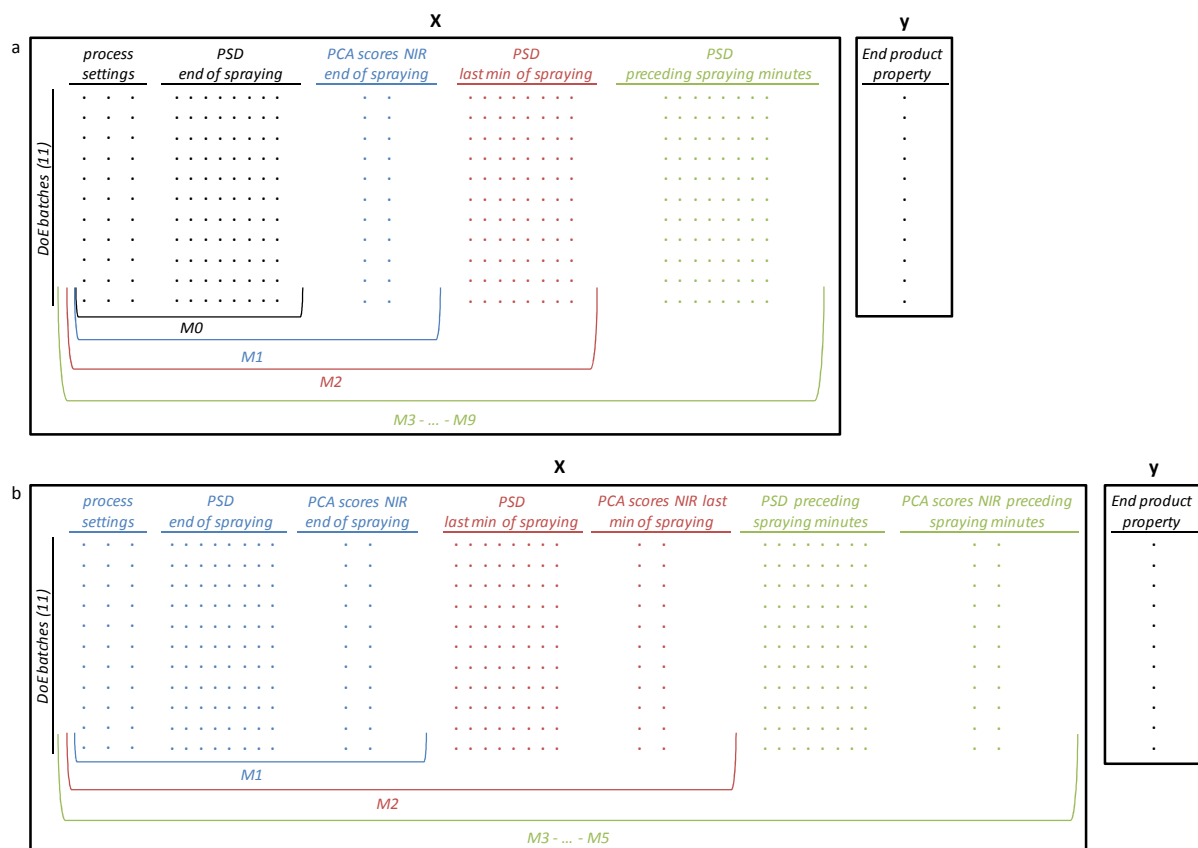 X
y
a
process settings
PSD end of spraying
PCA scores NIR end of spraying
PSD last min of spraying
PSD preceding spraying minutes
End product property
DoE batches (11)
M0
M1
M2
M3 - ... - M9
X
y
b
process settings
PSD end of spraying
PCA scores NIR end of spraying
PSD last min of spraying
PCA scores NIR last min of spraying
PSD preceding spraying minutes
PCA scores NIR preceding spraying minutes
End product property
DoE batches (11)
M1
M2
M3 - ... - M5